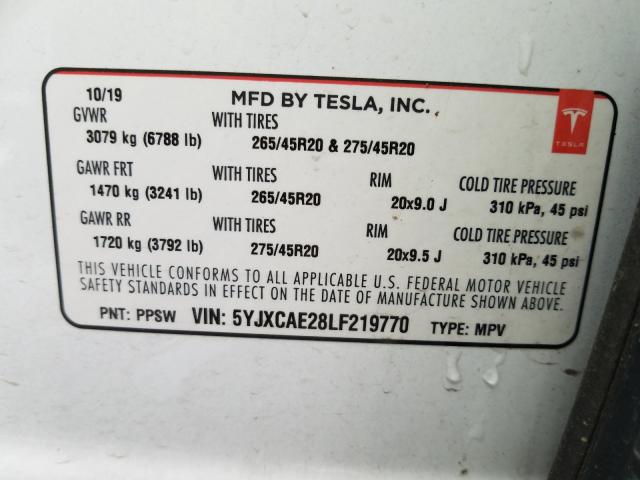 10/19 MFD BY TESLA, INC.
GVWR WITH TIRES
3079 kg (6788 lb) 265/45R20 & 275/45R20
TESLA
GAWR FRT WITH TIRES RIM COLD TIRE PRESSURE
1470 kg (3241 lb) 265/45R20 20x9.0 J 310 kPa, 45 psi
GAWR RR WITH TIRES RIM COLD TIRE PRESSURE
1720 kg (3792 lb) 275/45R20 20x9.5 J 310 kPa, 45 psi
THIS VEHICLE CONFORMS TO ALL APPLICABLE U.S. FEDERAL MOTOR VEHICLE
SAFETY STANDARDS IN EFFECT ON THE DATE OF MANUFACTURE SHOWN ABOVE.
PNT: PPSW VIN: 5YJXCAE28LF219770 TYPE: MPV